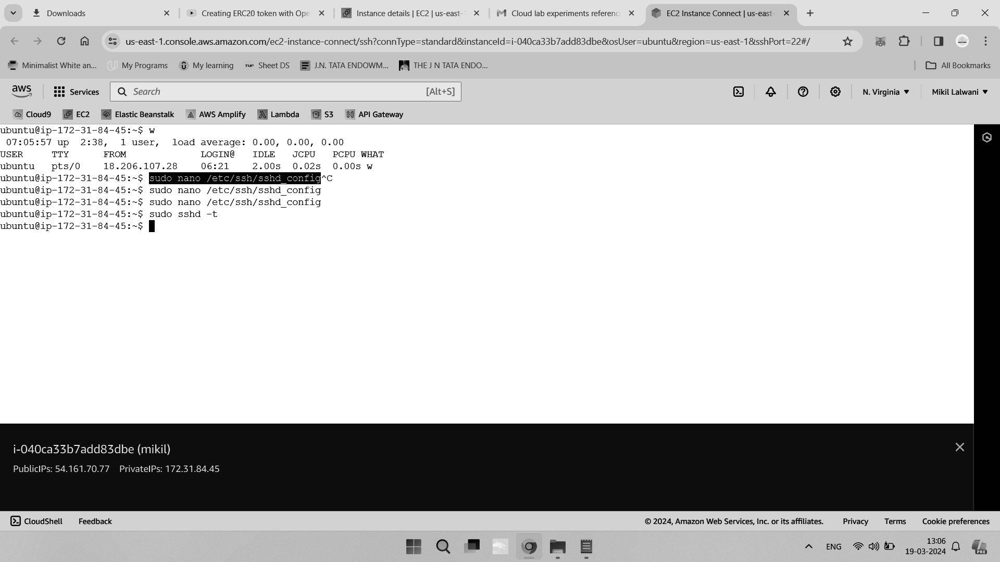 Downloads
Creating ERC20 token with Ope
Instance details | EC2 | us-east-1
Cloud lab experiments referenc
EC2 Instance Connect | us-east-
us-east-1.console.aws.amazon.com/ec2-instance-connect/ssh?connType=standard&instanceId=i-040ca33b7add83dbe&osUser=ubuntu&region=us-east-1&sshPort=22#/
Minimalist White an...
My Programs
My learning
TUF Sheet DS
J.N. TATA ENDOWM...
THE J N TATA ENDO...
All Bookmarks
aws
Services
Search
[Alt+S]
N. Virginia
Mikil Lalwani
Cloud9
EC2
Elastic Beanstalk
AWS Amplify
Lambda
S3
API Gateway
ubuntu@ip-172-31-84-45:~$ w
07:05:57 up  2:38,  1 user,  load average: 0.00, 0.00, 0.00
USER     TTY      FROM             LOGIN@   IDLE   JCPU   PCPU WHAT
ubuntu   pts/0    18.206.107.28    06:21    2.00s  0.02s  0.00s w
ubuntu@ip-172-31-84-45:~$ sudo nano /etc/ssh/sshd_config^C
ubuntu@ip-172-31-84-45:~$ sudo nano /etc/ssh/sshd_config
ubuntu@ip-172-31-84-45:~$ sudo nano /etc/ssh/sshd_config
ubuntu@ip-172-31-84-45:~$ sudo sshd -t
ubuntu@ip-172-31-84-45:~$
i-040ca33b7add83dbe (mikil)
PublicIPs: 54.161.70.77    PrivateIPs: 172.31.84.45
CloudShell
Feedback
© 2024, Amazon Web Services, Inc. or its affiliates.
Privacy
Terms
Cookie preferences
ENG
13:06
19-03-2024
PRE